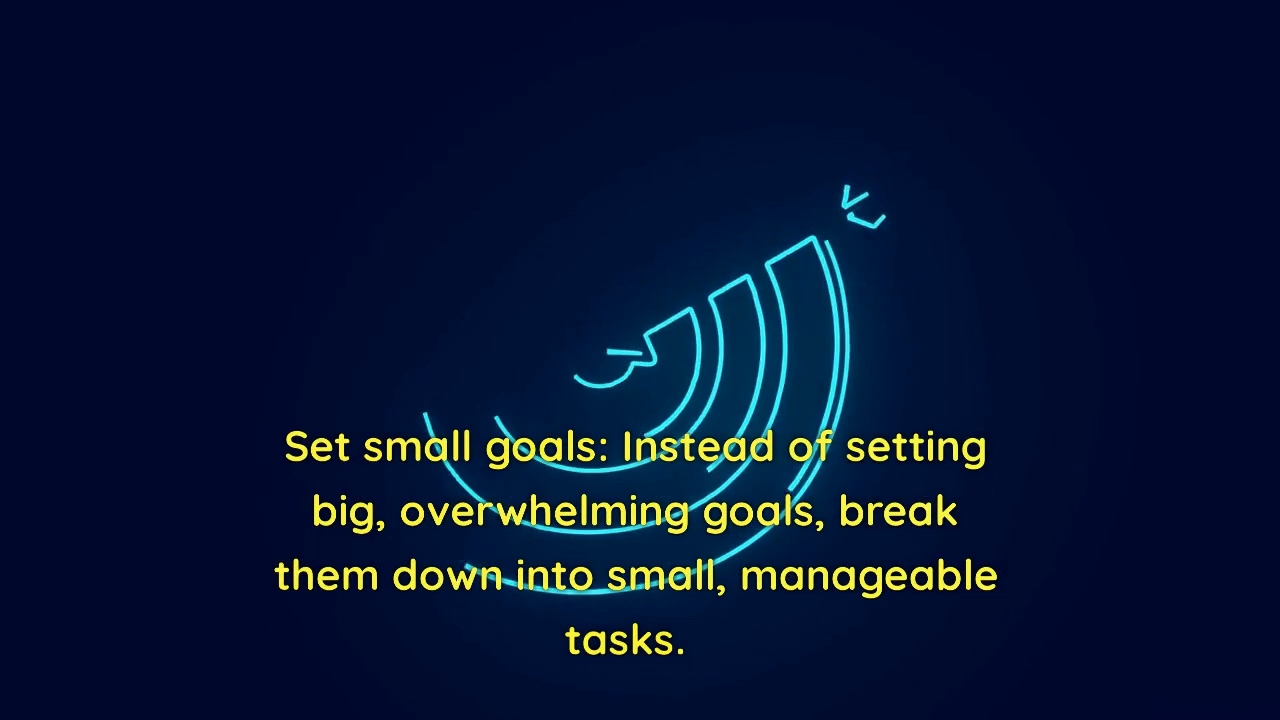 Set small goals: Instead of setting
big, overwhelming goals, break
them down into small, manageable
tasks.